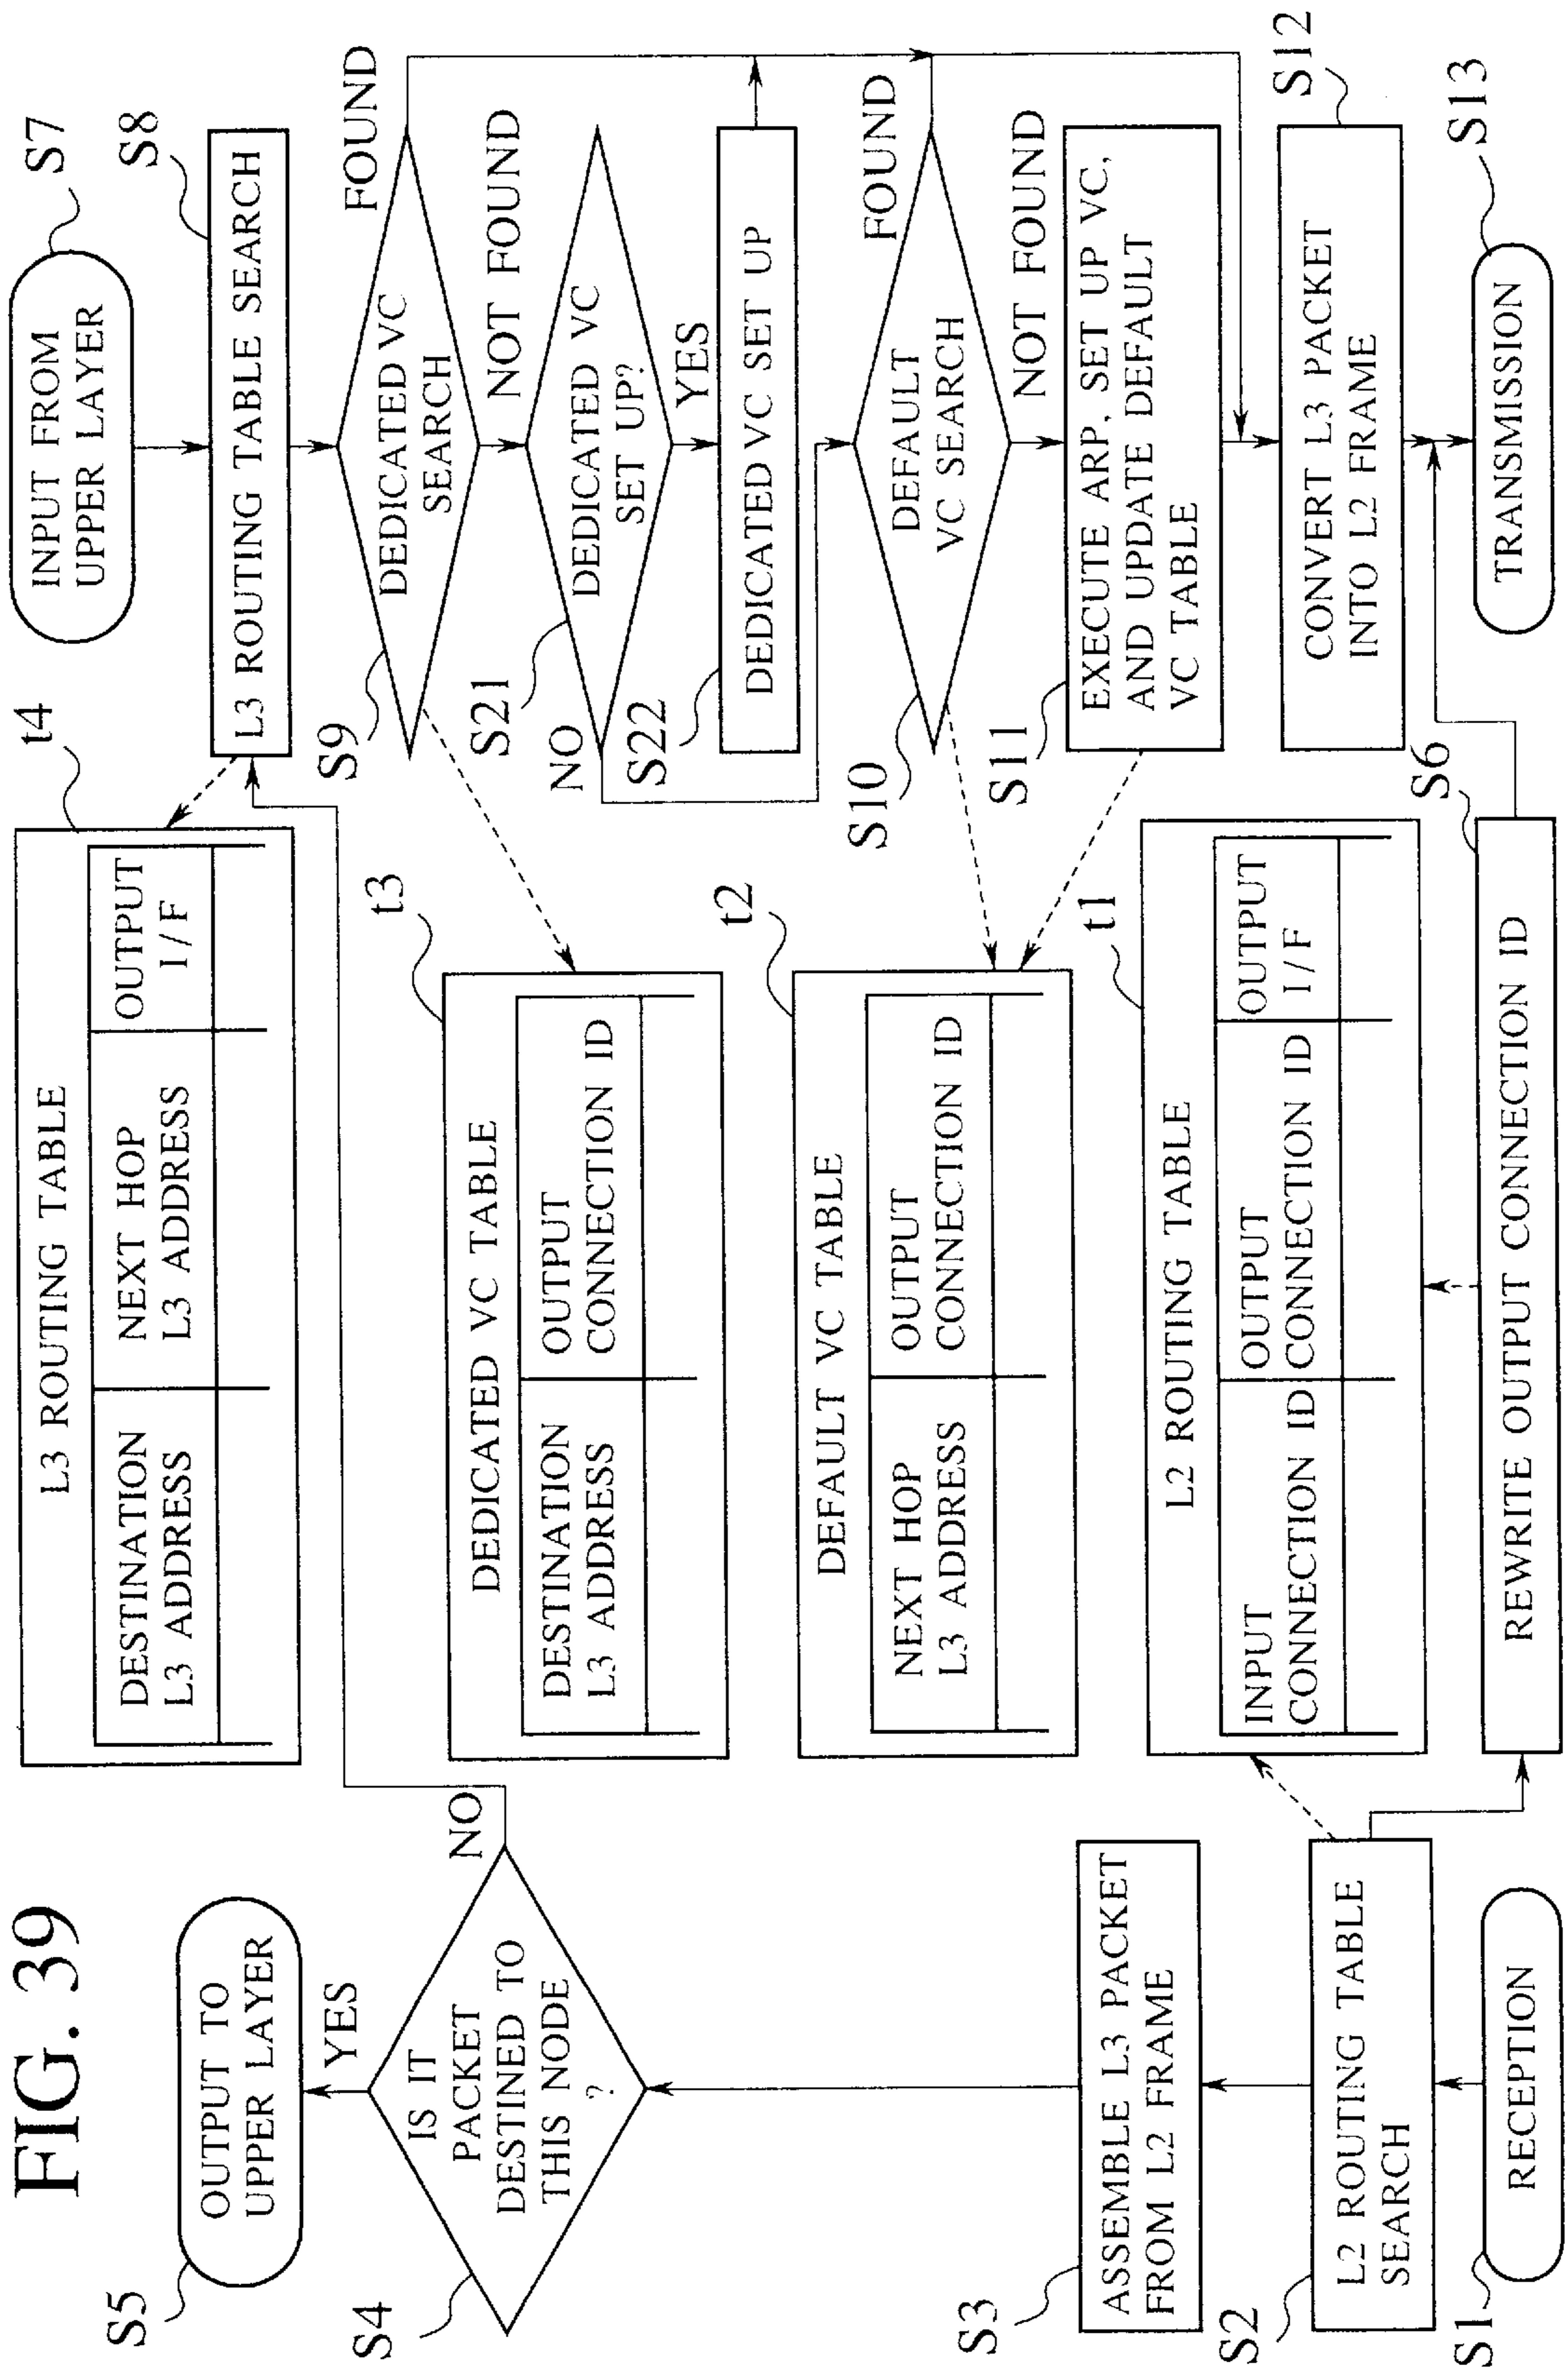 FIG. 39
S5
OUTPUT TO
UPPER LAYER
YES
S4
IS IT
PACKET
DESTINED TO
THIS NODE
?
NO
S3
ASSEMBLE L3 PACKET
FROM L2 FRAME
S2
L2 ROUTING TABLE
SEARCH
S1
RECEPTION
t4
L3 ROUTING TABLE
DESTINATION
L3 ADDRESS
NEXT HOP
L3 ADDRESS
OUTPUT
I/F
t3
DEDICATED VC TABLE
DESTINATION
L3 ADDRESS
OUTPUT
CONNECTION ID
t2
DEFAULT VC TABLE
NEXT HOP
L3 ADDRESS
OUTPUT
CONNECTION ID
t1
L2 ROUTING TABLE
INPUT
CONNECTION ID
OUTPUT
CONNECTION ID
OUTPUT
I/F
S6
REWRITE OUTPUT CONNECTION ID
S7
INPUT FROM
UPPER LAYER
S8
L3 ROUTING TABLE SEARCH
S9
DEDICATED VC
SEARCH
FOUND
NOT FOUND
S21
DEDICATED VC
SET UP?
NO
YES
S22
DEDICATED VC SET UP
S10
DEFAULT
VC SEARCH
FOUND
NOT FOUND
S11
EXECUTE ARP, SET UP VC,
AND UPDATE DEFAULT
VC TABLE
S12
CONVERT L3 PACKET
INTO L2 FRAME
S13
TRANSMISSION